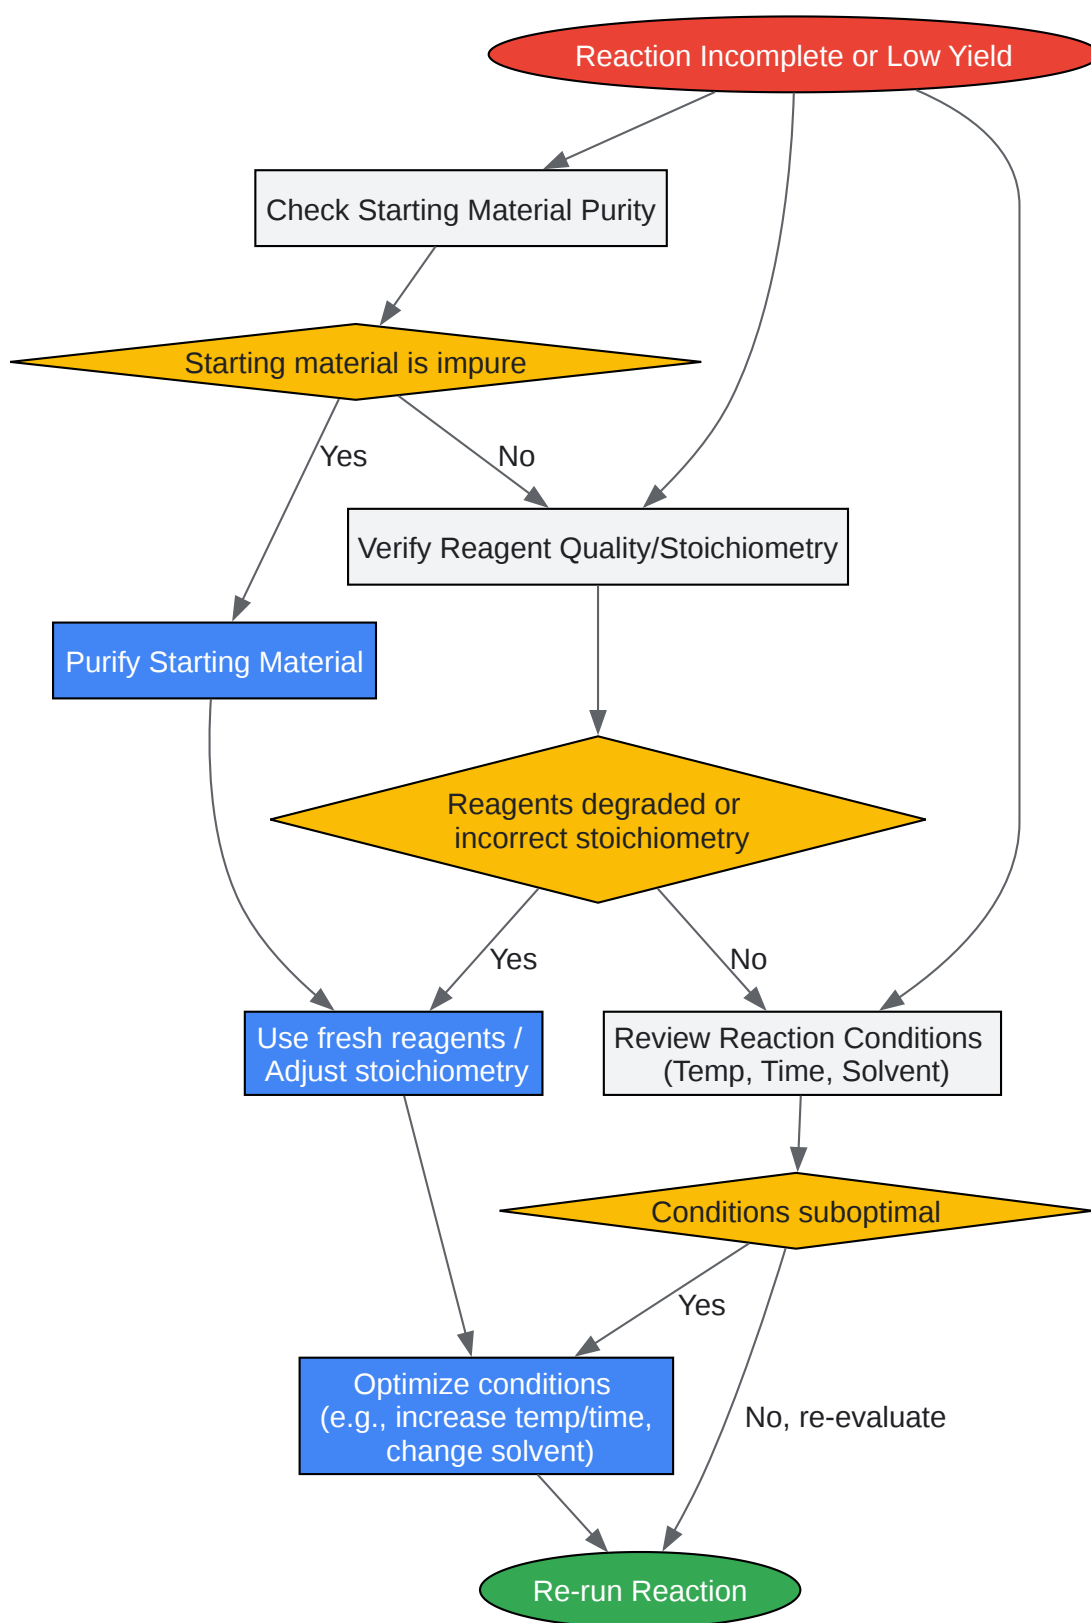 Reaction Incomplete or Low Yield
Check Starting Material Purity
Starting material is impure
Yes
No
Verify Reagent Quality/Stoichiometry
Purify Starting Material
Reagents degraded or
incorrect stoichiometry
Yes
No
Use fresh reagents /
Adjust stoichiometry
Review Reaction Conditions
(Temp, Time, Solvent)
Conditions suboptimal
Yes
Optimize conditions
(e.g., increase temp/time,
change solvent)
No, re-evaluate
Re-run Reaction